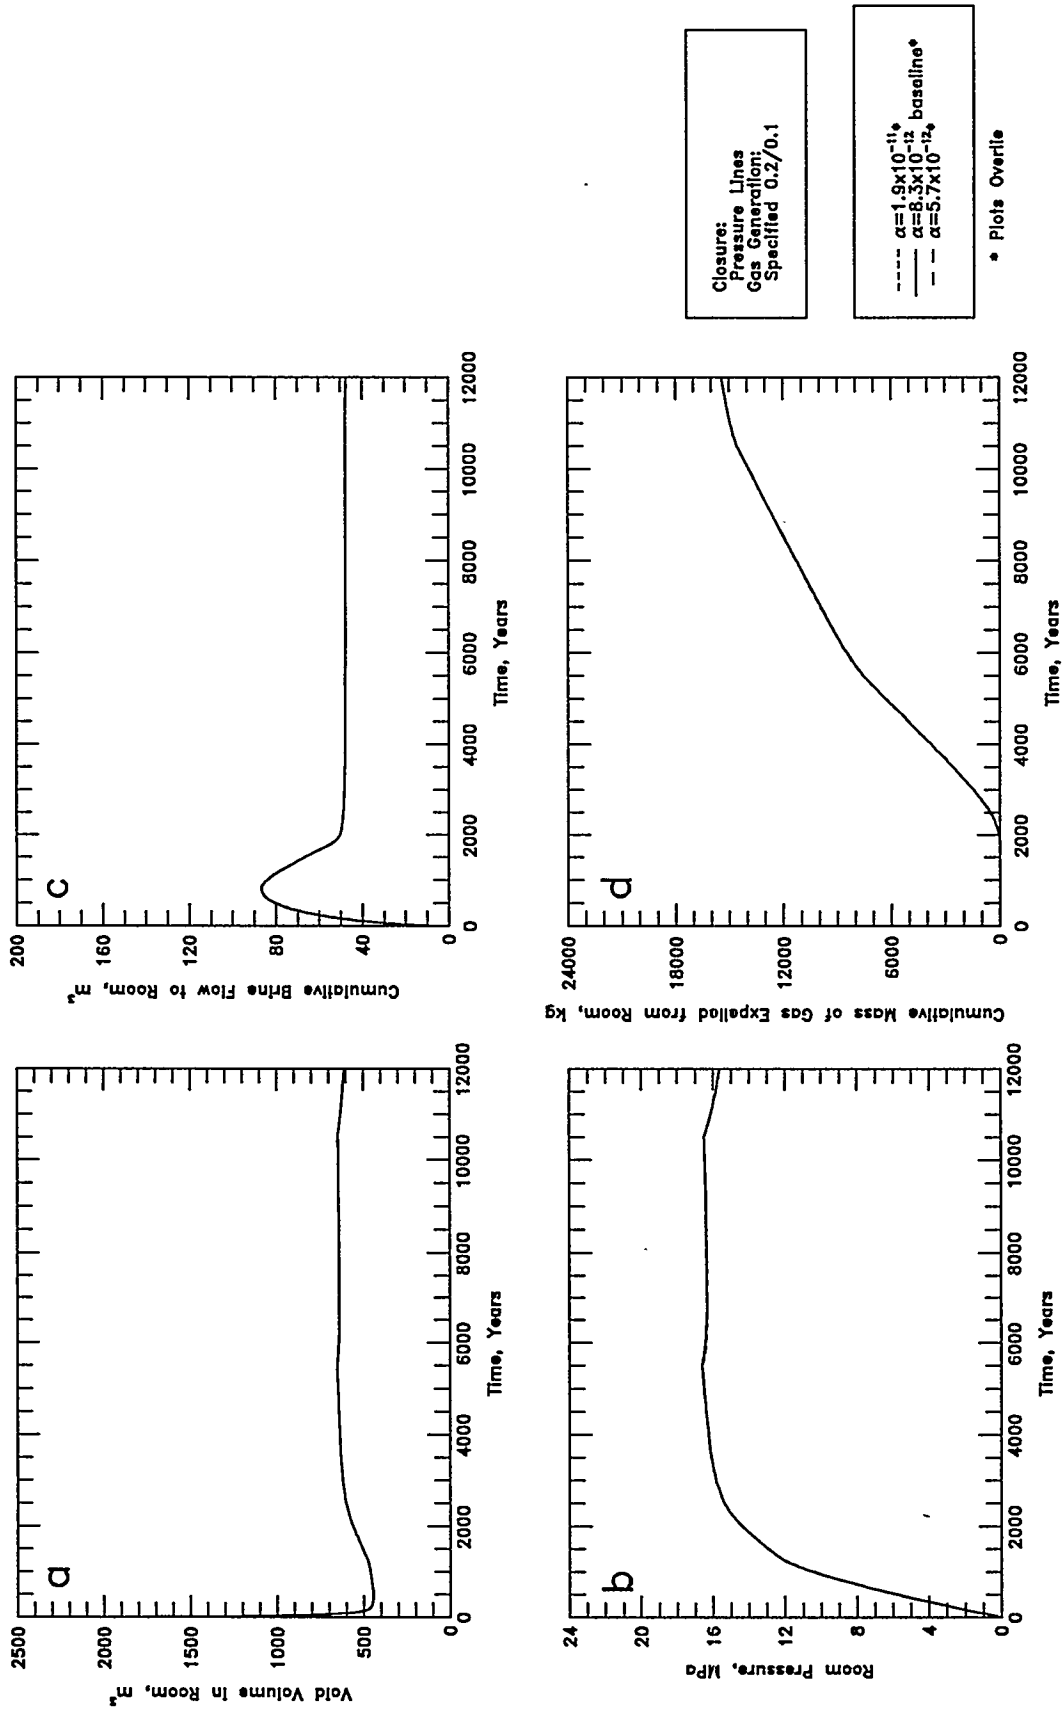 a
Void Volume in Room, m³
2500
2000
1500
1000
500
0
0
2000
4000
6000
8000
10000
12000
Time, Years
c
Cumulative Brine Flow to Room, m³
200
160
120
80
40
0
0
2000
4000
6000
8000
10000
12000
Time, Years
b
Room Pressure, MPa
24
20
16
12
8
4
0
0
2000
4000
6000
8000
10000
12000
Time, Years
d
Cumulative Mass of Gas Expelled from Room, kg
24000
18000
12000
6000
0
0
2000
4000
6000
8000
10000
12000
Time, Years
Closure:
Pressure Lines
Gas Generation:
Specified 0.2/0.1
---- α=1.9x10⁻¹¹*
—— α=8.3x10⁻¹² baseline*
– – α=5.7x10⁻¹²*
* Plots Overlie